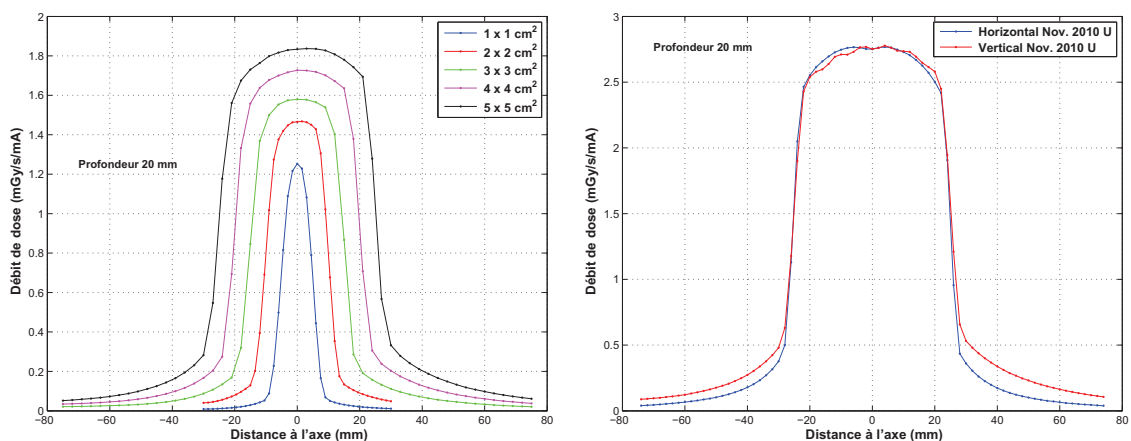 Débit de dose (mGy/s/mA)
2
1.8
1.6
1.4
1.2
1
0.8
0.6
0.4
0.2
0
Profondeur 20 mm
1 x 1 cm²
2 x 2 cm²
3 x 3 cm²
4 x 4 cm²
5 x 5 cm²
−80 −60 −40 −20 0 20 40 60 80
Distance à l'axe (mm)
Débit de dose (mGy/s/mA)
3
2.5
2
1.5
1
0.5
0
Profondeur 20 mm
Horizontal Nov. 2010 U
Vertical Nov. 2010 U
−80 −60 −40 −20 0 20 40 60 80
Distance à l'axe (mm)